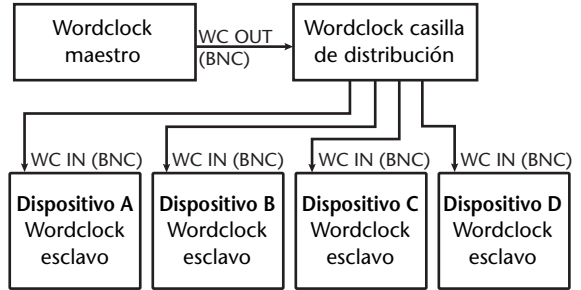 Wordclock
maestro
WC OUT
(BNC)
Wordclock casilla
de distribución
WC IN (BNC)
WC IN (BNC)
WC IN (BNC)
WC IN (BNC)
Dispositivo A
Wordclock
esclavo
Dispositivo B
Wordclock
esclavo
Dispositivo C
Wordclock
esclavo
Dispositivo D
Wordclock
esclavo